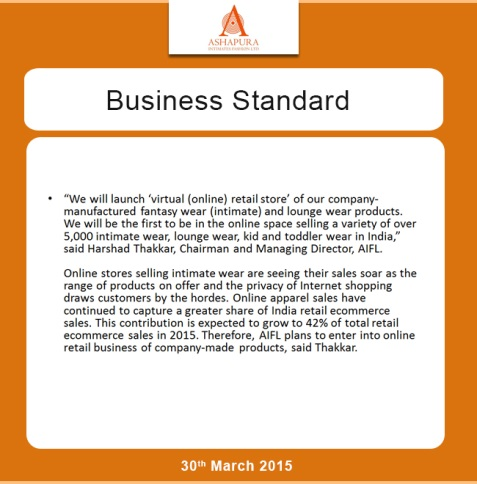 ASHAPURA
INTIMATES FASHION LTD
Business Standard
• “We will launch ‘virtual (online) retail store’ of our company-
manufactured fantasy wear (intimate) and lounge wear products.
We will be the first to be in the online space selling a variety of over
5,000 intimate wear, lounge wear, kid and toddler wear in India,”
said Harshad Thakkar, Chairman and Managing Director, AIFL.
Online stores selling intimate wear are seeing their sales soar as the
range of products on offer and the privacy of Internet shopping
draws customers by the hordes. Online apparel sales have
continued to capture a greater share of India retail ecommerce
sales. This contribution is expected to grow to 42% of total retail
ecommerce sales in 2015. Therefore, AIFL plans to enter into online
retail business of company-made products, said Thakkar.
30th March 2015